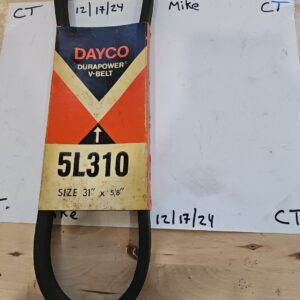 CT 12/17/24 Mike CT
DAYCO
DURAPOWER®
V-BELT
5L310
SIZE 31" x 5/8"
12/17/24 CT